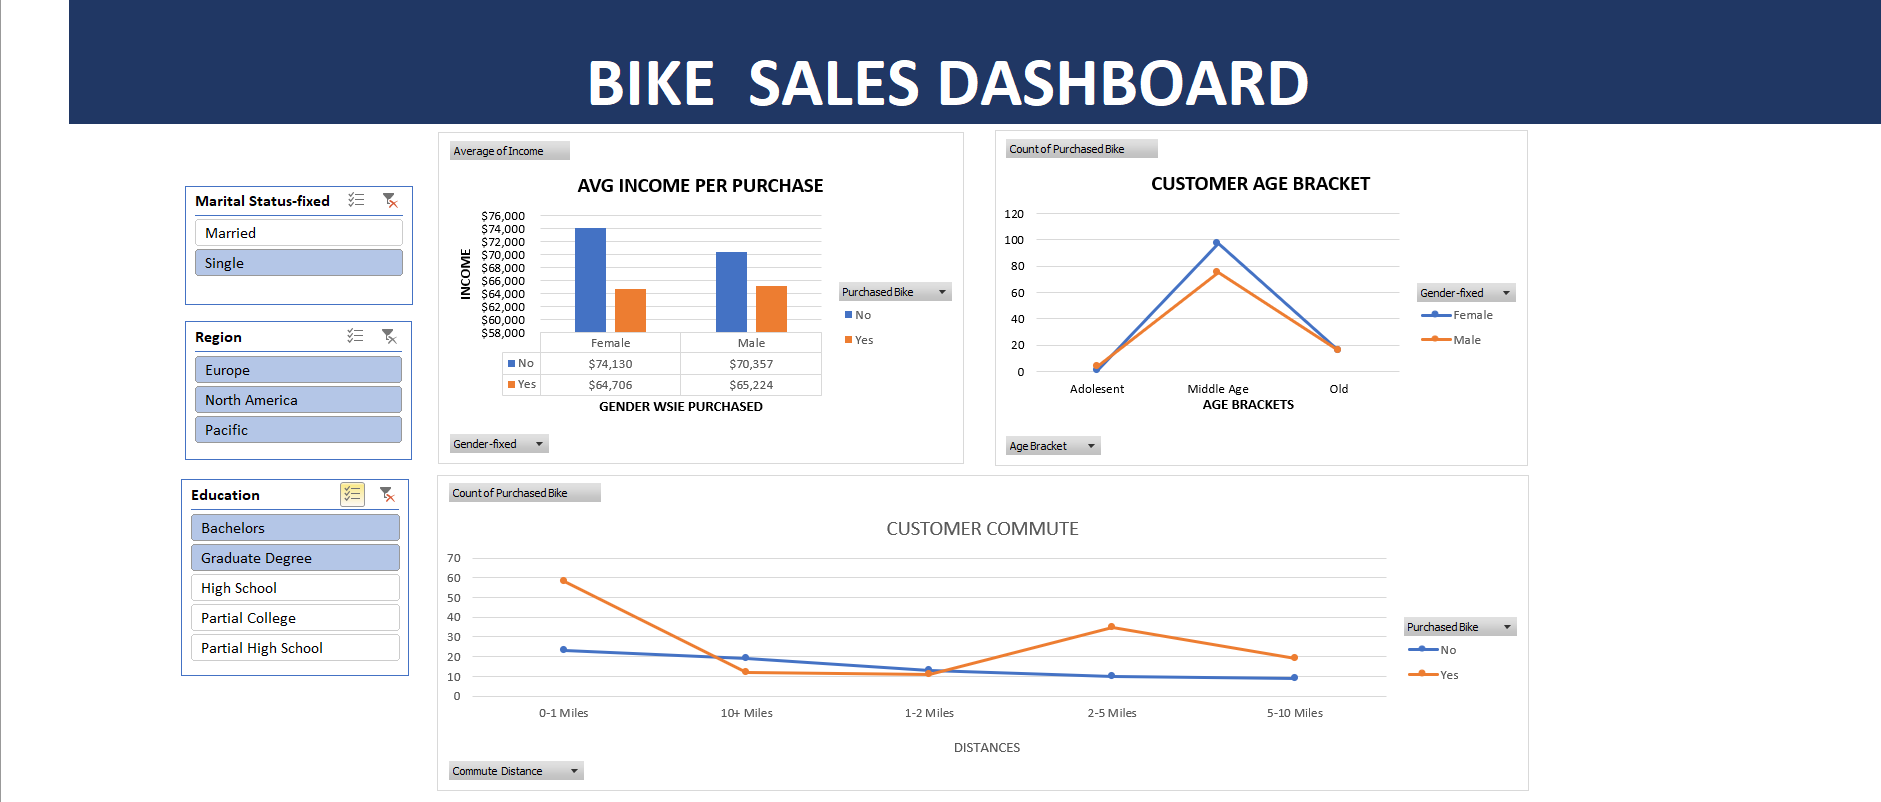 BIKE  SALES DASHBOARD
Marital Status-fixed
Married
Single
Region
Europe
North America
Pacific
Education
Bachelors
Graduate Degree
High School
Partial College
Partial High School
Average of Income
AVG INCOME PER PURCHASE
INCOME
$76,000
$74,000
$72,000
$70,000
$68,000
$66,000
$64,000
$62,000
$60,000
$58,000
Female Male
No $74,130 $70,357
Yes $64,706 $65,224
GENDER WSIE PURCHASED
Purchased Bike
No
Yes
Gender-fixed
Count of Purchased Bike
CUSTOMER AGE BRACKET
120
100
80
60
40
20
0
Adolesent Middle Age Old
AGE BRACKETS
Gender-fixed
Female
Male
Age Bracket
Count of Purchased Bike
CUSTOMER COMMUTE
70
60
50
40
30
20
10
0
0-1 Miles 10+ Miles 1-2 Miles 2-5 Miles 5-10 Miles
DISTANCES
Purchased Bike
No
Yes
Commute Distance